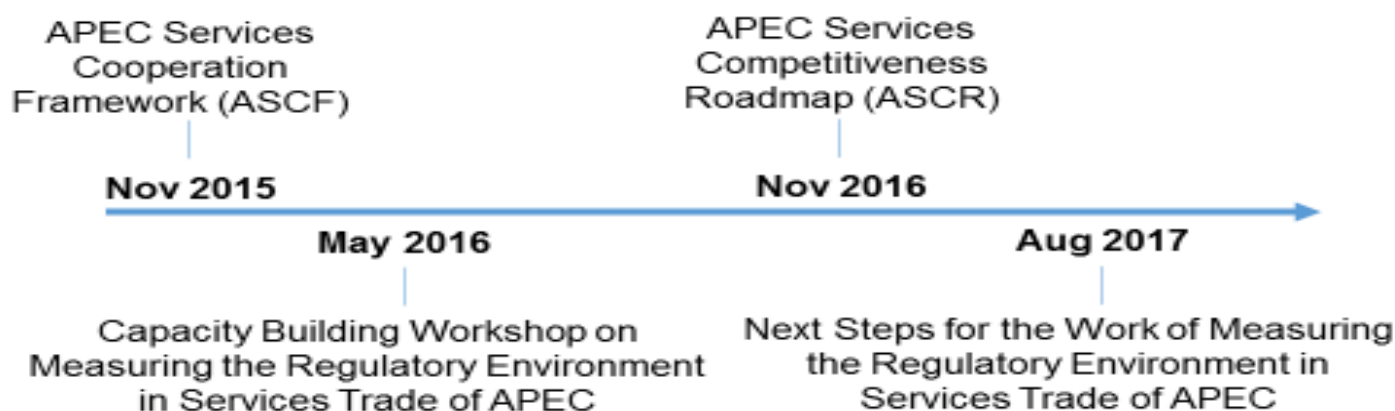 APEC Services
Cooperation
Framework (ASCF)
APEC Services
Competitiveness
Roadmap (ASCR)
Nov 2015
Nov 2016
May 2016
Aug 2017
Capacity Building Workshop on
Measuring the Regulatory Environment
in Services Trade of APEC
Next Steps for the Work of Measuring
the Regulatory Environment in
Services Trade of APEC